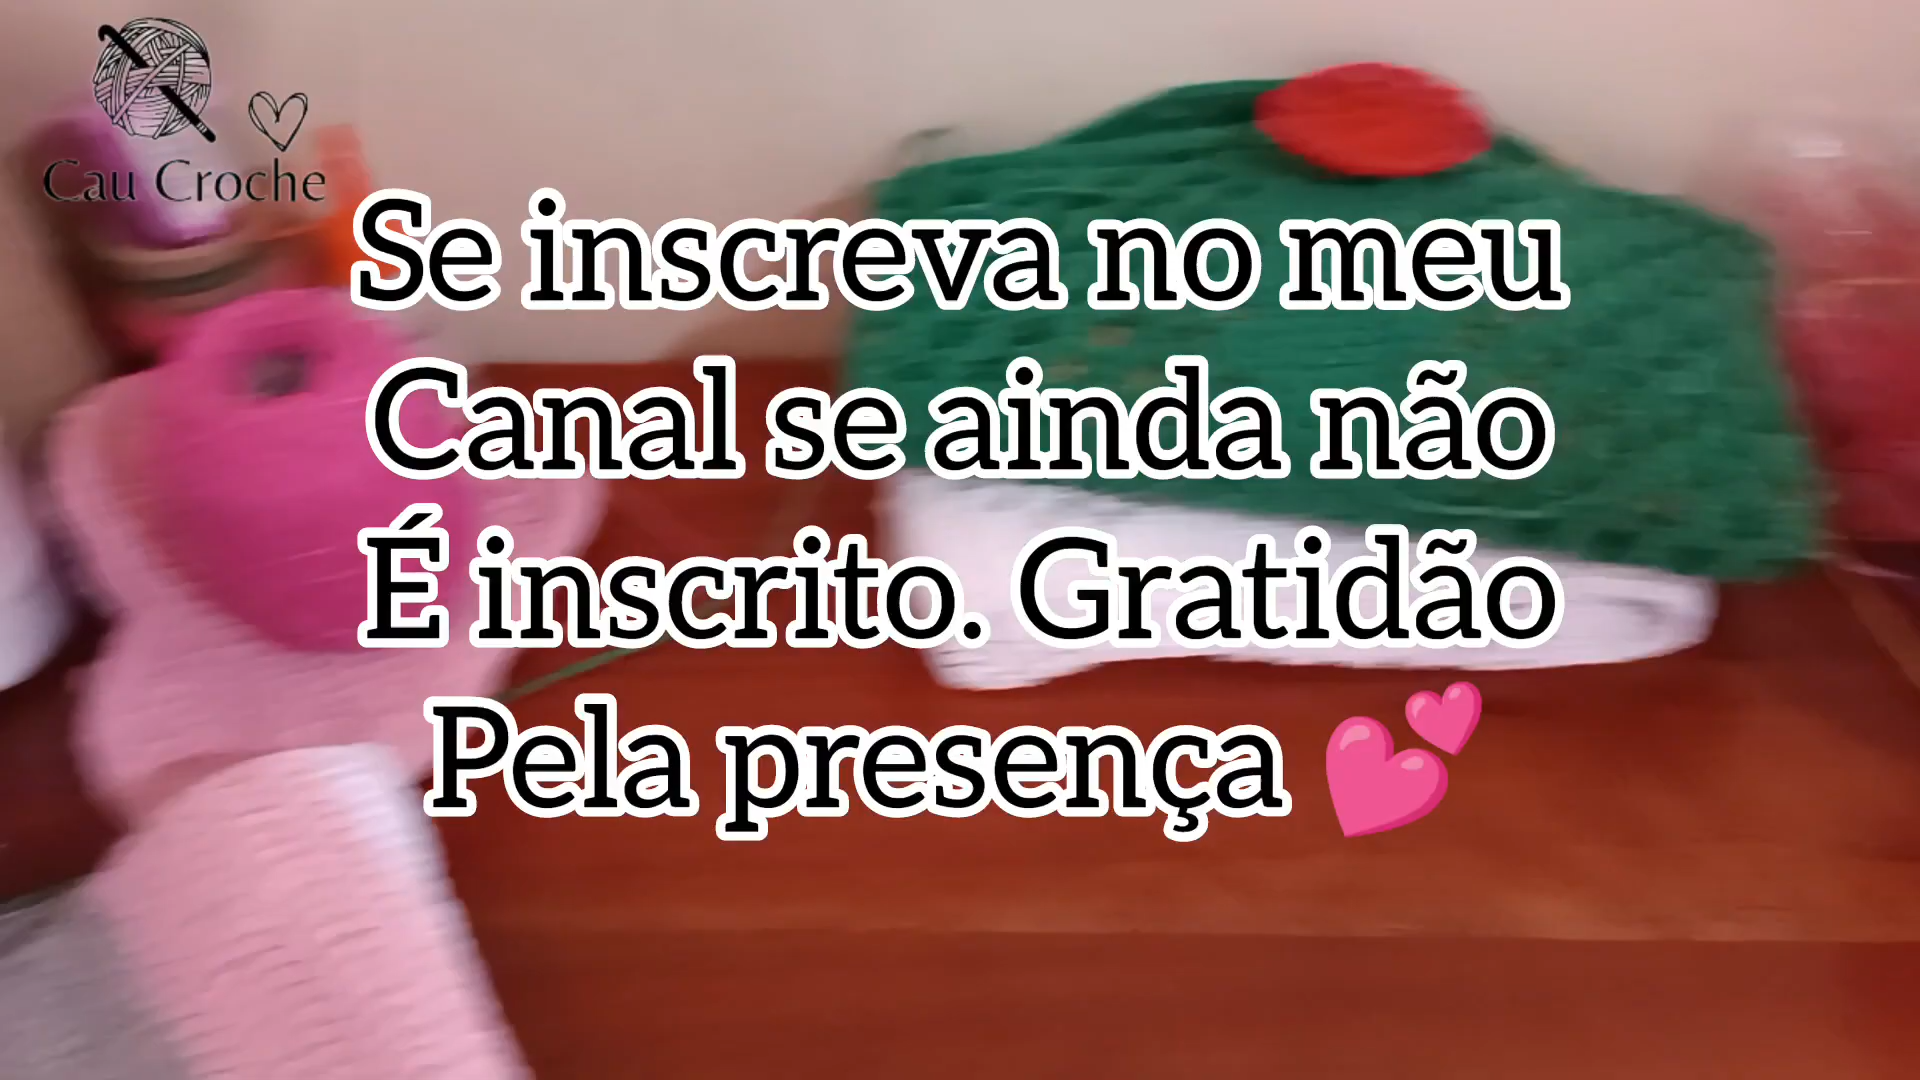 Cau Croche
Se inscreva no meu
Canal se ainda não
É inscrito. Gratidão
Pela presença 💕